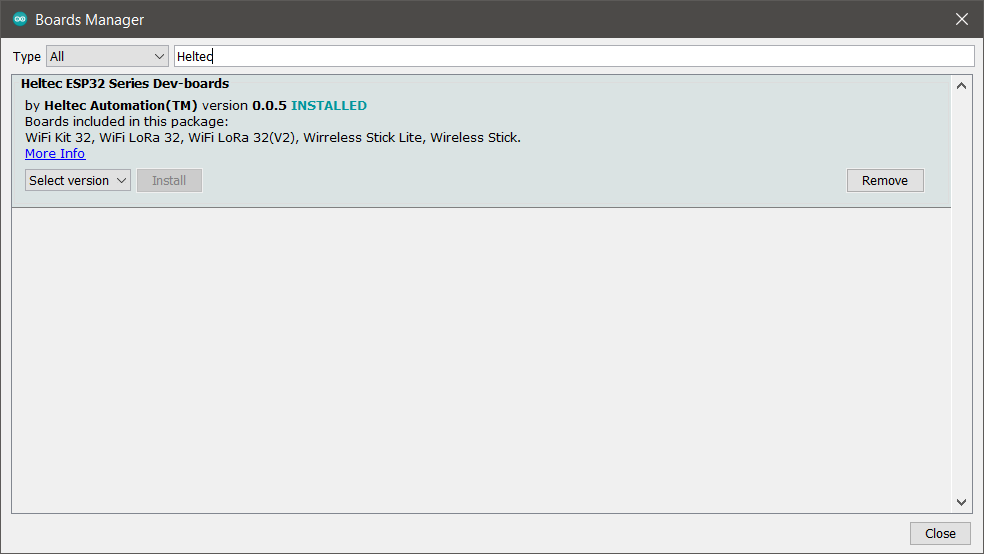 Boards Manager
Type All Heltec
Heltec ESP32 Series Dev-boards
by Heltec Automation(TM) version 0.0.5 INSTALLED
Boards included in this package:
WiFi Kit 32, WiFi LoRa 32, WiFi LoRa 32(V2), Wirreless Stick Lite, Wireless Stick.
More Info
Select version Install Remove
Close